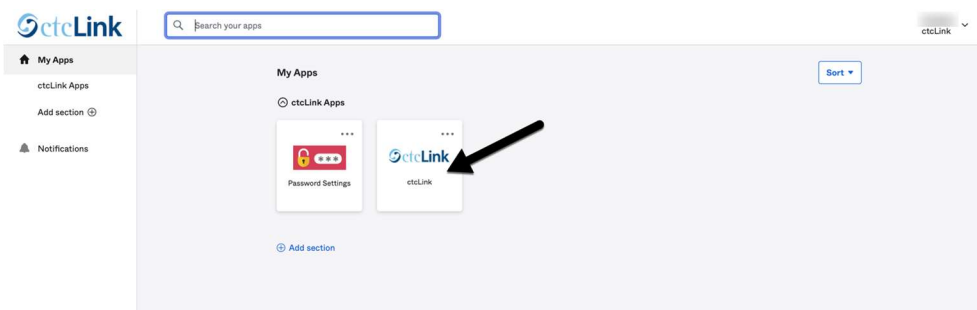 ctcLink
Search your apps
ctcLink
My Apps
ctcLink Apps
Add section
Notifications
My Apps
Sort
ctcLink Apps
***
Password Settings
ctcLink
ctcLink
Add section